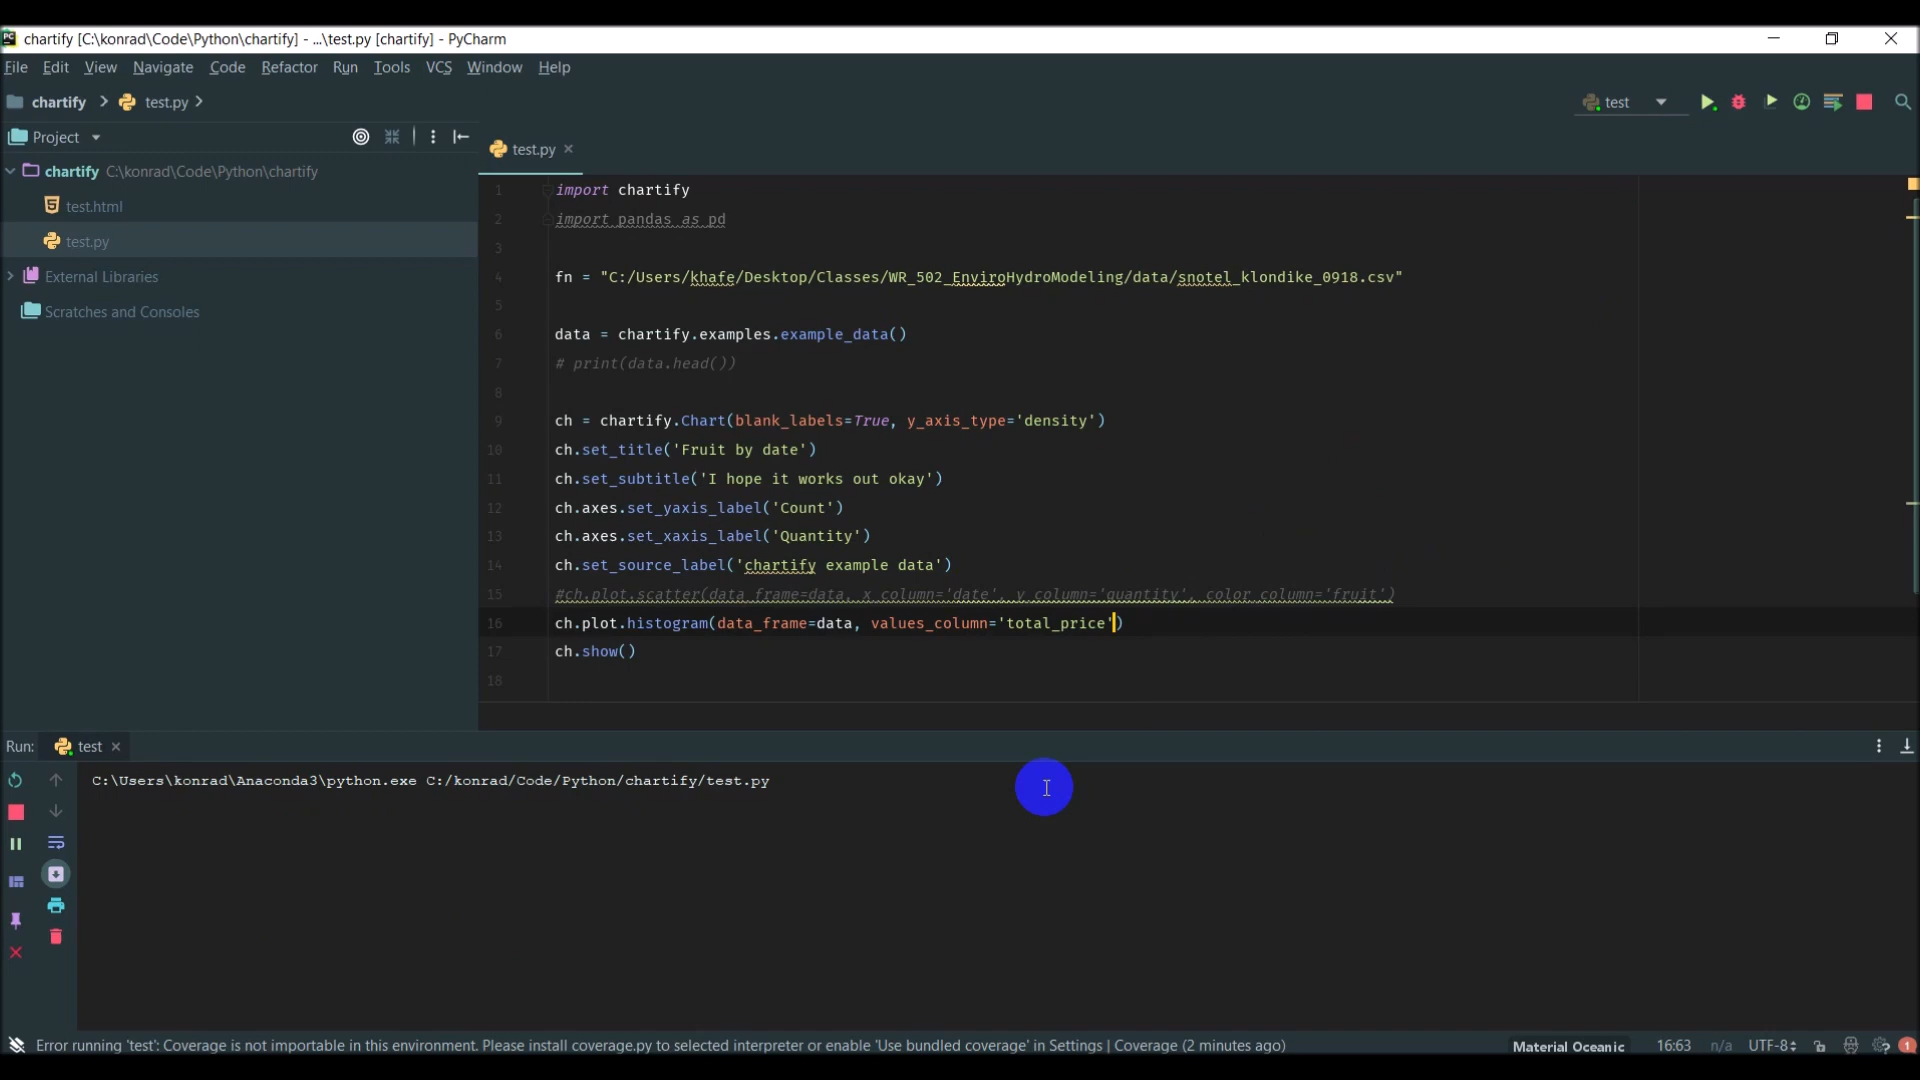 chartify [C:\konrad\Code\Python\chartify] - ...\test.py [chartify] - PyCharm
File Edit View Navigate Code Refactor Run Tools VCS Window Help
chartify test.py test
Project
test.py
chartify C:\konrad\Code\Python\chartify
test.html
test.py
External Libraries
Scratches and Consoles
1 import chartify
2 import pandas as pd
3
4 fn = "C:/Users/khafe/Desktop/Classes/WR_502_EnviroHydroModeling/data/snotel_klondike_0918.csv"
5
6 data = chartify.examples.example_data()
7 # print(data.head())
8
9 ch = chartify.Chart(blank_labels=True, y_axis_type='density')
10 ch.set_title('Fruit by date')
11 ch.set_subtitle('I hope it works out okay')
12 ch.axes.set_yaxis_label('Count')
13 ch.axes.set_xaxis_label('Quantity')
14 ch.set_source_label('chartify example data')
15 #ch.plot.scatter(data_frame=data, x_column='date', y_column='quantity', color_column='fruit')
16 ch.plot.histogram(data_frame=data, values_column='total_price')
17 ch.show()
18
Run: test
C:\Users\konrad\Anaconda3\python.exe C:/konrad/Code/Python/chartify/test.py
Error running 'test': Coverage is not importable in this environment. Please install coverage.py to selected interpreter or enable 'Use bundled coverage' in Settings | Coverage (2 minutes ago) Material Oceanic 16:63 n/a UTF-8 1